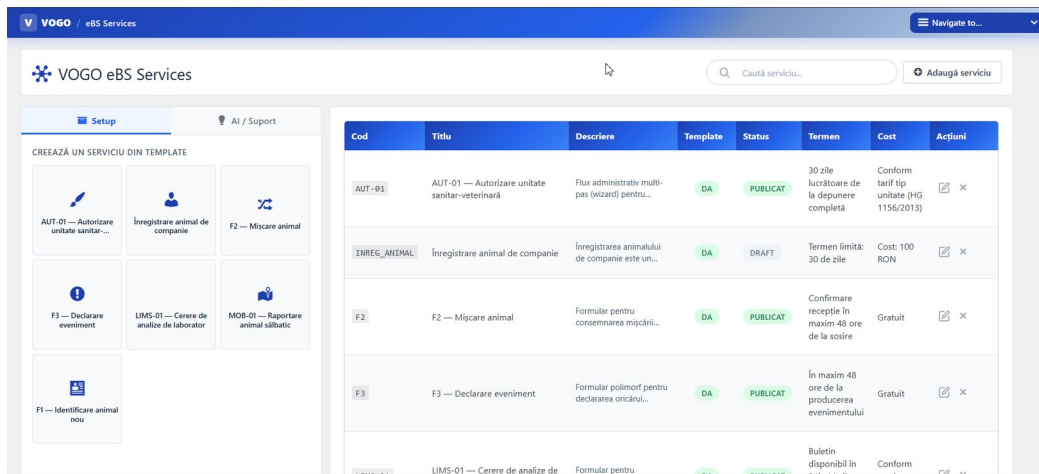 V VOGO / eBS Services
Navigate to...
VOGO eBS Services
Caută serviciu...
Adaugă serviciu
Setup
AI / Suport
CREEAZĂ UN SERVICIU DIN TEMPLATE
AUT-01 — Autorizare
unitate sanitar-...
Înregistrare animal de
companie
F2 — Mișcare animal
F3 — Declarare
eveniment
LIMS-01 — Cerere de
analize de laborator
MOB-01 — Raportare
animal sălbatic
F1 — Identificare animal
nou
Cod Titlu Descriere Template Status Termen Cost Acțiuni
AUT-01
AUT-01 — Autorizare unitate
sanitar-veterinară
Flux administrativ multi-
pas (wizard) pentru...
DA
PUBLICAT
30 zile
lucrătoare de
la depunere
completă
Conform
tarif tip
unitate (HG
1156/2013)
INREG_ANIMAL
Înregistrare animal de companie
Înregistrarea animalului
de companie este un...
DA
DRAFT
Termen limită:
30 de zile
Cost: 100
RON
F2
F2 — Mișcare animal
Formular pentru
consemnarea mișcării...
DA
PUBLICAT
Confirmare
recepție în
maxim 48 ore
de la sosire
Gratuit
F3
F3 — Declarare eveniment
Formular polimorf pentru
declararea oricărui...
DA
PUBLICAT
În maxim 48
ore de la
producerea
evenimentului
Gratuit
LIMS-01 — Cerere de analize de
Formular pentru
Buletin
disponibil în
Conform